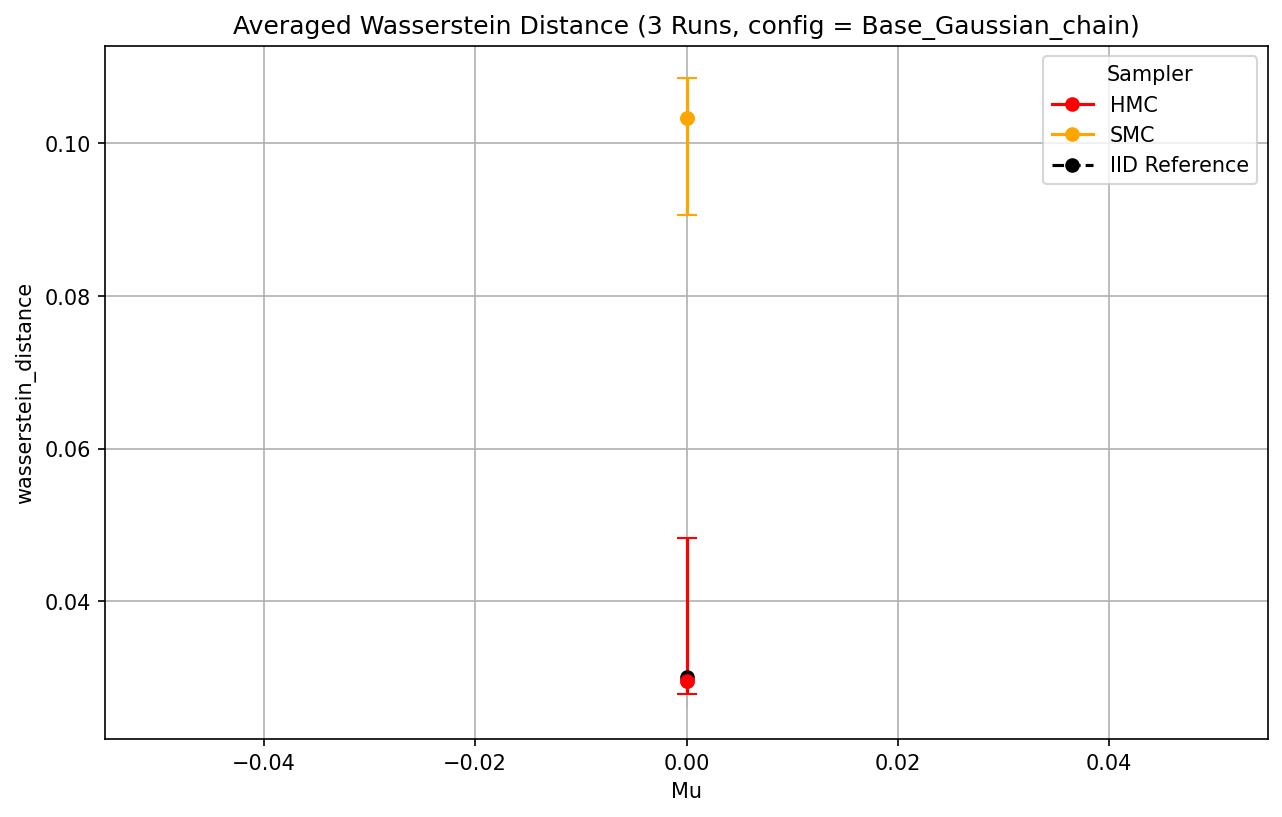 Averaged Wasserstein Distance (3 Runs, config = Base_Gaussian_chain)
Sampler
HMC
SMC
IID Reference
wasserstein_distance
0.10
0.08
0.06
0.04
−0.04
−0.02
0.00
0.02
0.04
Mu